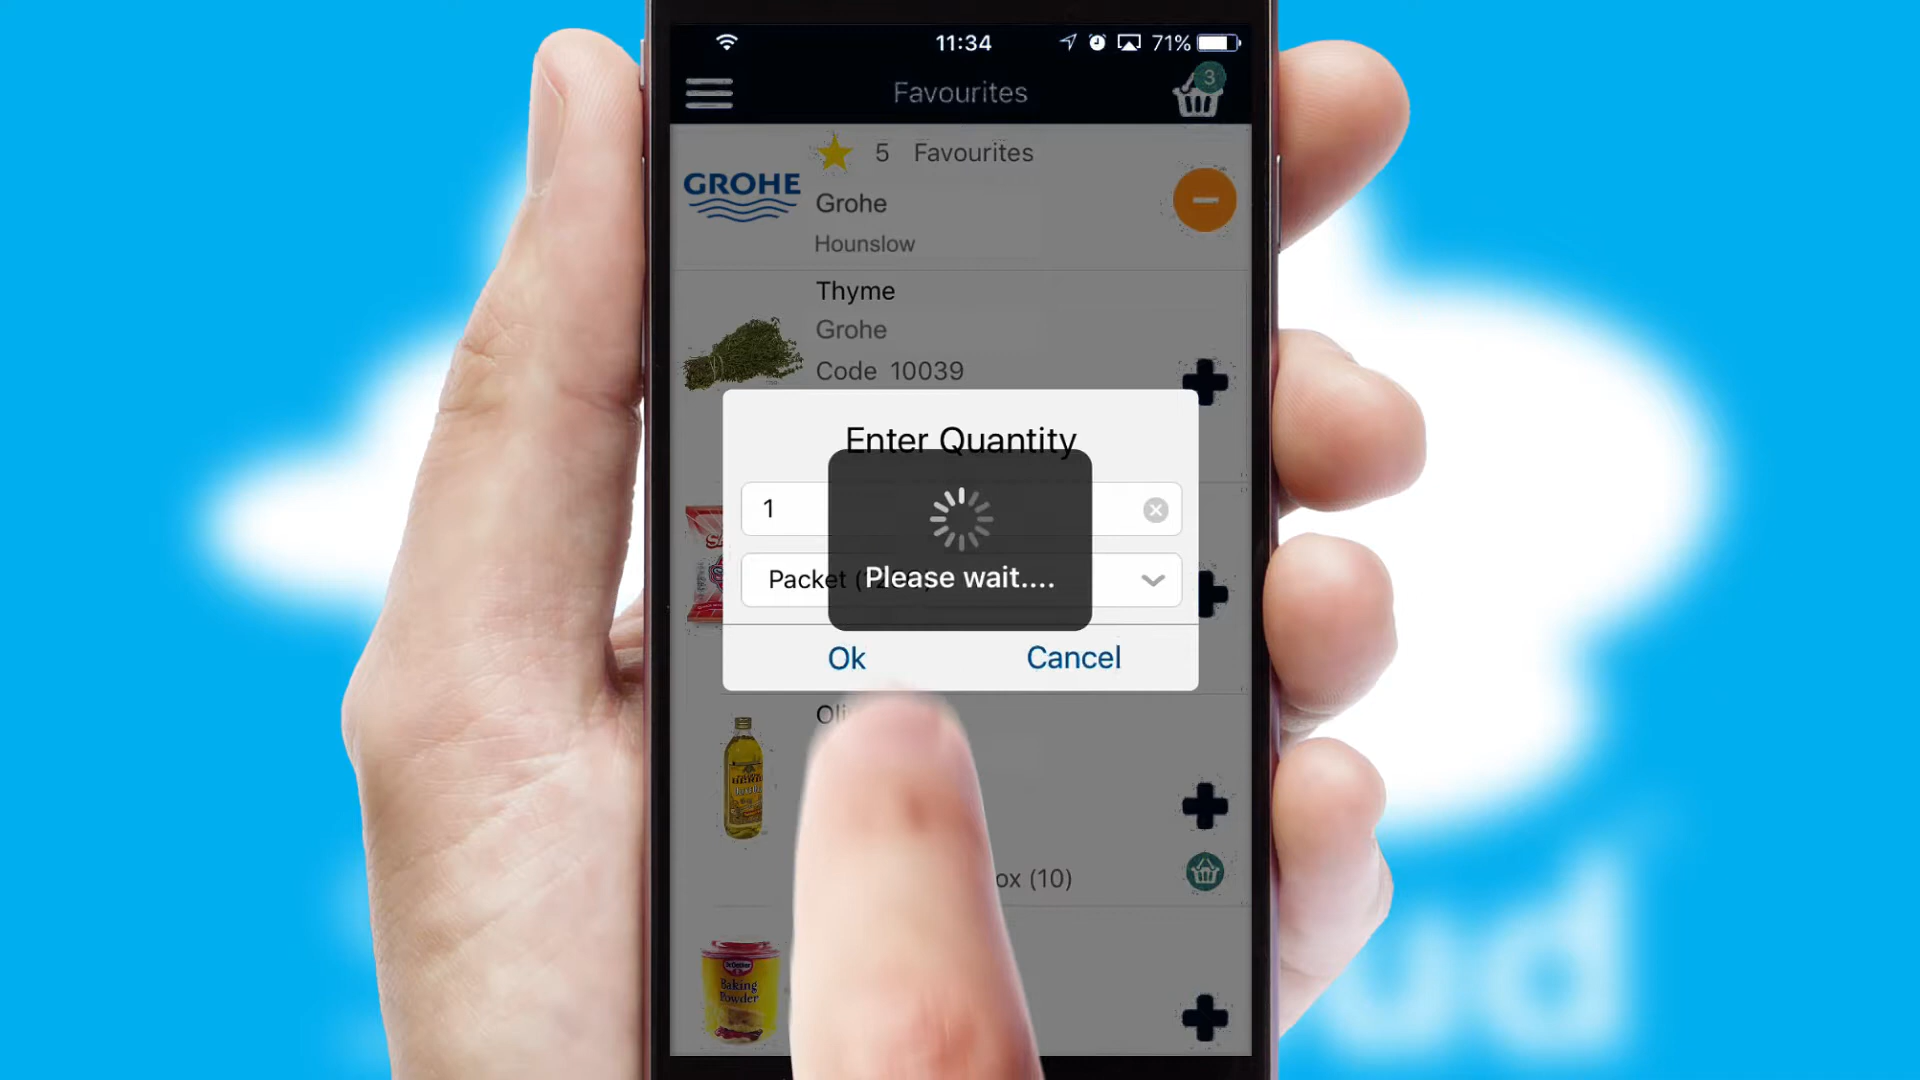 11:34
71%
Favourites
3
5 Favourites
GROHE
Grohe
Hounslow
Thyme
Grohe
Code 10039
Enter Quantity
1
Packet (
Please wait....
Ok Cancel
ox (10)
Baking
Powder
ud